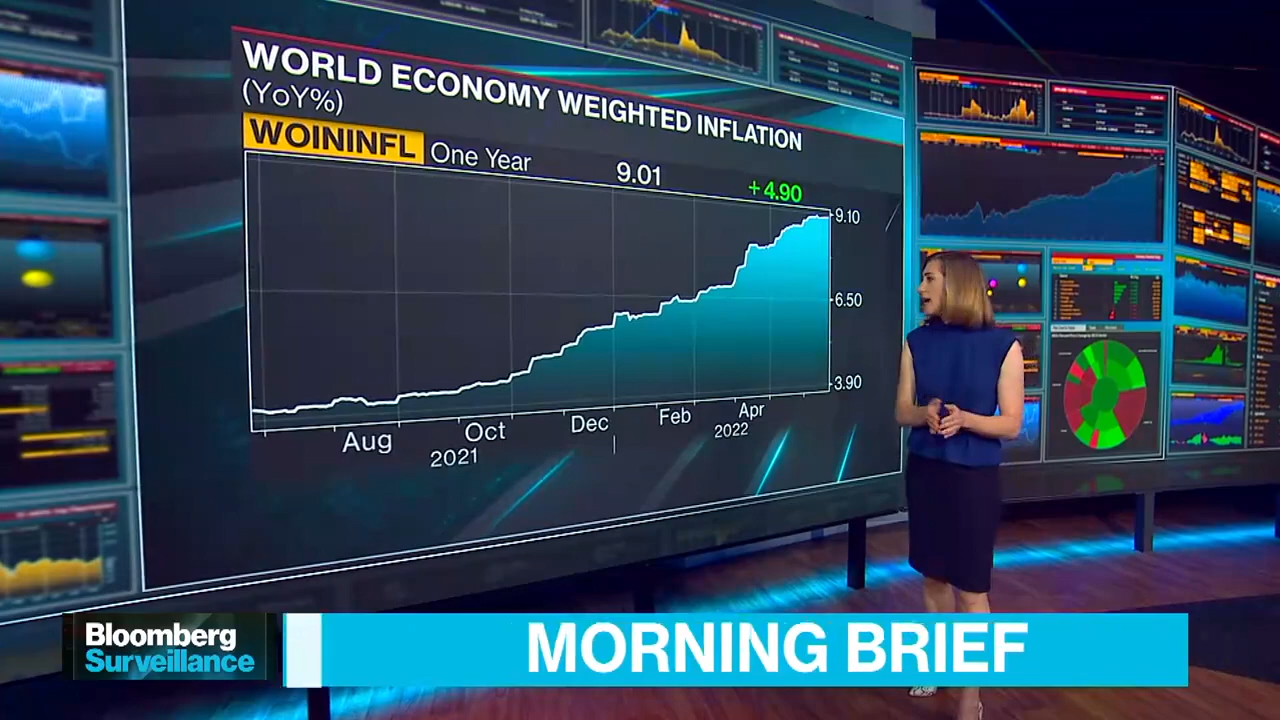 WORLD ECONOMY WEIGHTED INFLATION
(YoY%)
WOININFL One Year 9.01 +4.90
9.10
6.50
3.90
Aug Oct Dec Feb Apr
2021 2022
Bloomberg
Surveillance
MORNING BRIEF